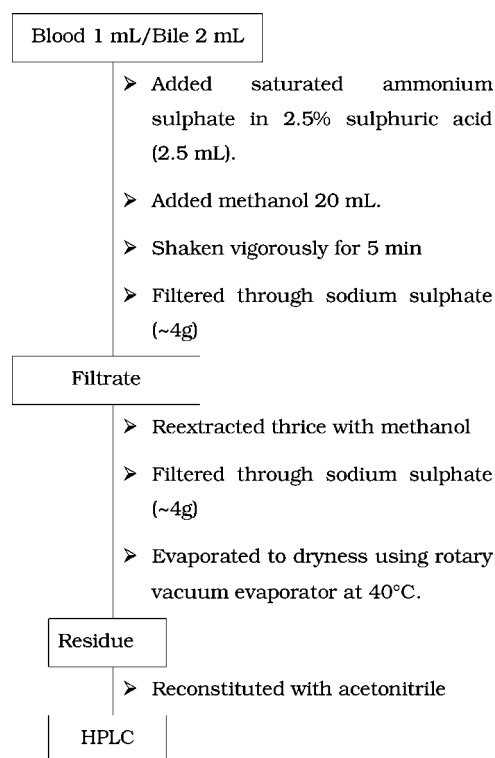 Blood 1 mL/Bile 2 mL
➢ Added saturated ammonium
sulphate in 2.5% sulphuric acid
(2.5 mL).
➢ Added methanol 20 mL.
➢ Shaken vigorously for 5 min
➢ Filtered through sodium sulphate
(~4g)
Filtrate
➢ Reextracted thrice with methanol
➢ Filtered through sodium sulphate
(~4g)
➢ Evaporated to dryness using rotary
vacuum evaporator at 40°C.
Residue
➢ Reconstituted with acetonitrile
HPLC